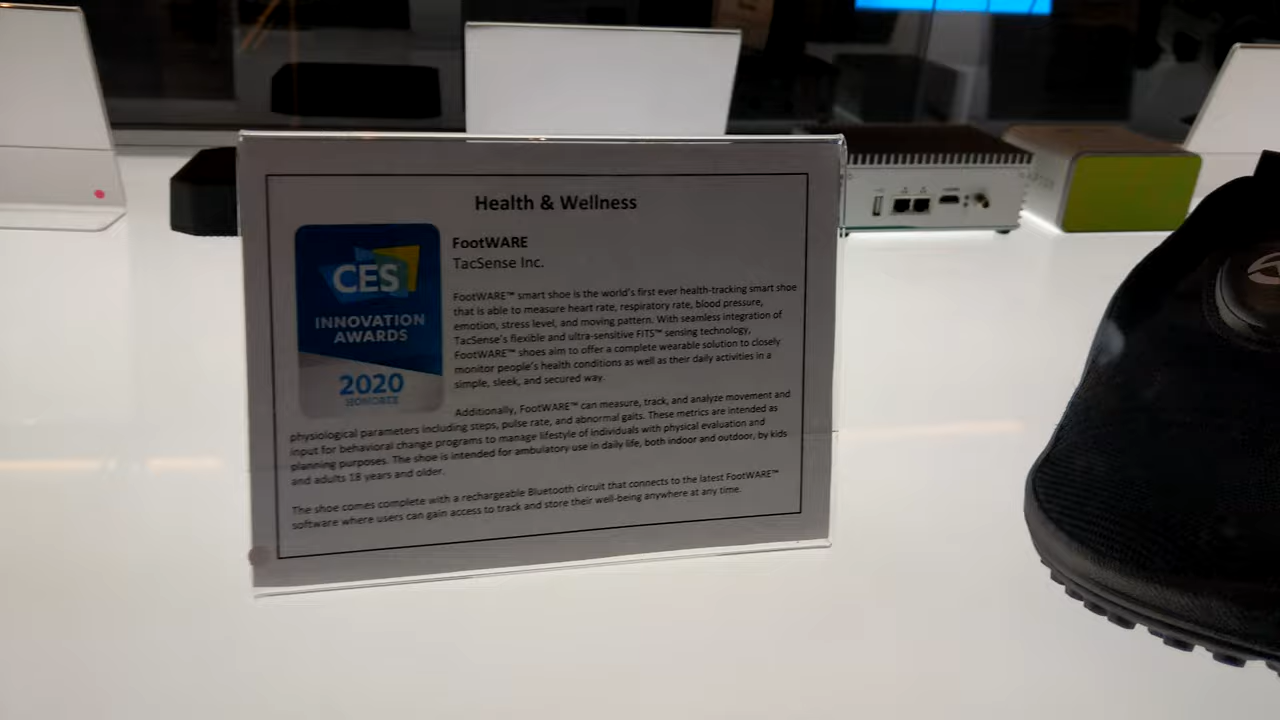 Health & Wellness
CES
INNOVATION
AWARDS
2020
HONOREE
FootWARE
TacSense Inc.
FootWARE™ smart shoe is the world's first ever health-tracking smart shoe
that is able to measure heart rate, respiratory rate, blood pressure,
emotion, stress level, and moving pattern. With seamless integration of
TacSense's flexible and ultra-sensitive FITS™ sensing technology,
FootWARE™ shoes aim to offer a complete wearable solution to closely
monitor people's health conditions as well as their daily activities in a
simple, sleek, and secured way.
Additionally, FootWARE™ can measure, track, and analyze movement and
physiological parameters including steps, pulse rate, and abnormal gaits. These metrics are intended as
input for behavioral change programs to manage lifestyle of individuals with physical evaluation and
planning purposes. The shoe is intended for ambulatory use in daily life, both indoor and outdoor, by kids
and adults 18 years and older.
The shoe comes complete with a rechargeable Bluetooth circuit that connects to the latest FootWARE™
software where users can gain access to track and store their well-being anywhere at any time.